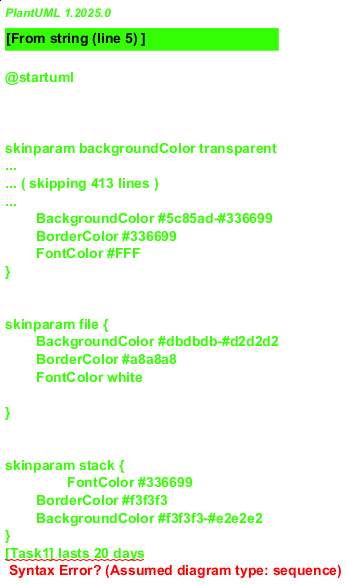 PlantUML 1.2025.0
[From string (line 5) ]
@startuml
skinparam backgroundColor transparent
...
... ( skipping 413 lines )
...
BackgroundColor #5c85ad-#336699
BorderColor #336699
FontColor #FFF
}
skinparam file {
BackgroundColor #dbdbdb-#d2d2d2
BorderColor #a8a8a8
FontColor white
}
skinparam stack {
FontColor #336699
BorderColor #f3f3f3
BackgroundColor #f3f3f3-#e2e2e2
}
[Task1] lasts 20 days
Syntax Error? (Assumed diagram type: sequence)